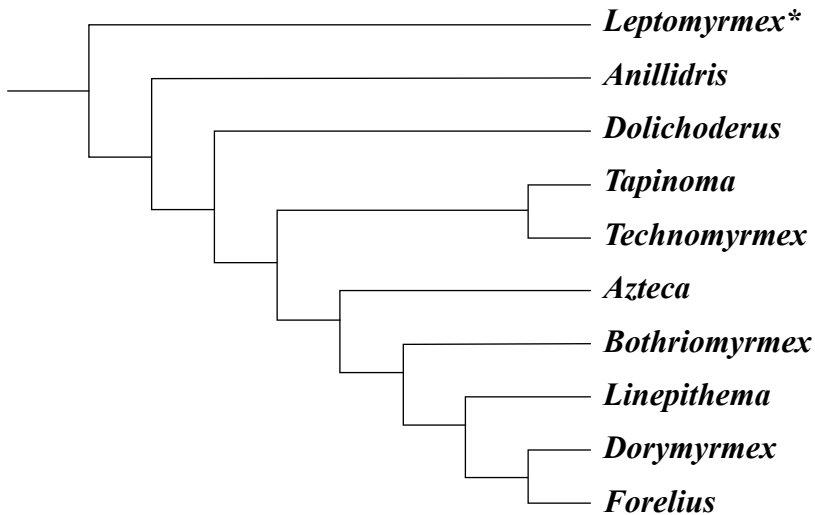 Leptomyrmex*
Anillidris
Dolichoderus
Tapinoma
Technomyrmex
Azteca
Bothriomyrmex
Linepithema
Dorymyrmex
Forelius